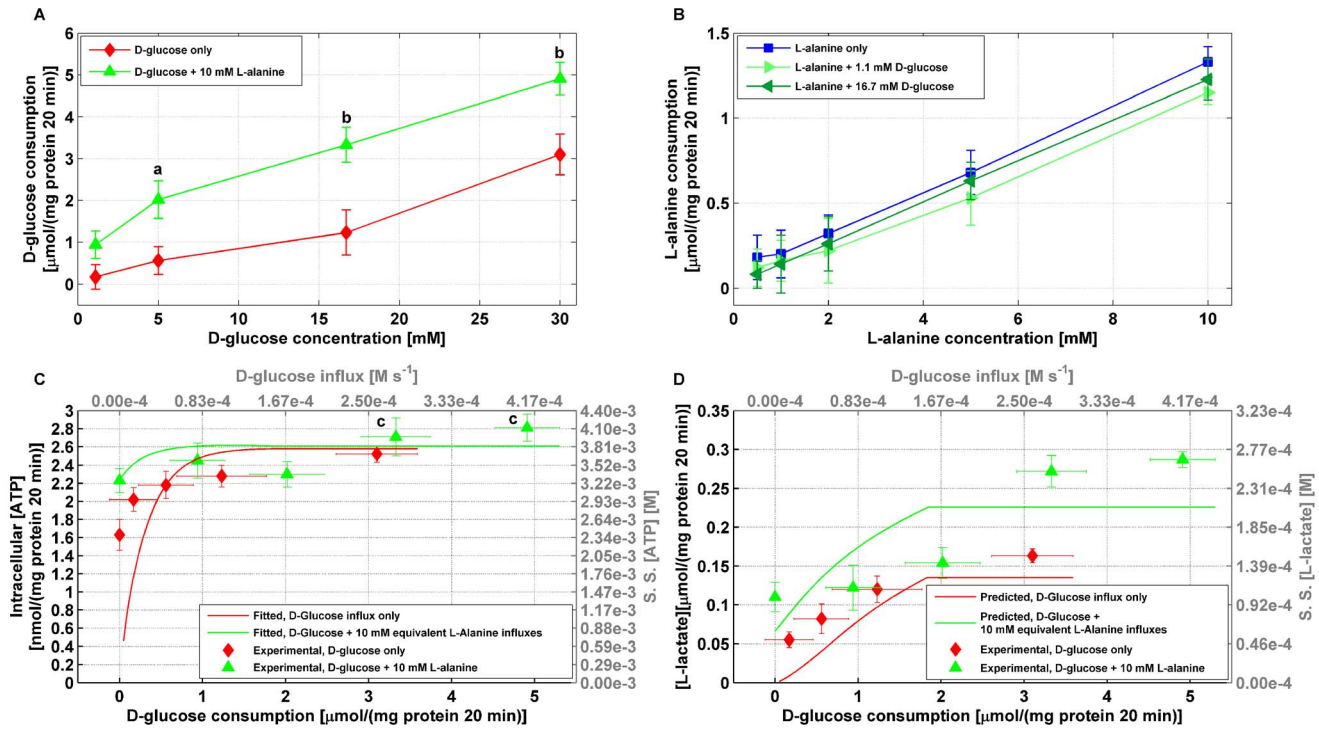 A
D-glucose consumption
[μmol/(mg protein 20 min)]
6
5
4
3
2
1
0
D-glucose only
D-glucose + 10 mM L-alanine
a
b
b
0
5
10
15
20
25
30
D-glucose concentration [mM]
B
L-alanine consumption
[μmol/(mg protein 20 min)]
1.5
1
0.5
0
L-alanine only
L-alanine + 1.1 mM D-glucose
L-alanine + 16.7 mM D-glucose
0
2
4
6
8
10
L-alanine concentration [mM]
C
D-glucose influx [M s⁻¹]
0.00e-4
0.83e-4
1.67e-4
2.50e-4
3.33e-4
4.17e-4
Intracellular [ATP]
[nmol/(mg protein 20 min)]
3
2.8
2.6
2.4
2.2
2
1.8
1.6
1.4
1.2
1
0.8
0.6
0.4
0.2
0
c
c
4.40e-3
4.10e-3
3.81e-3
3.52e-3
3.22e-3
2.93e-3
2.64e-3
2.34e-3
2.05e-3
1.76e-3
1.47e-3
1.17e-3
0.88e-3
0.59e-3
0.29e-3
0.00e-3
S. S. [ATP] [M]
Fitted, D-Glucose influx only
Fitted, D-Glucose + 10 mM equivalent L-Alanine influxes
Experimental, D-glucose only
Experimental, D-glucose + 10 mM L-alanine
0
1
2
3
4
5
D-glucose consumption [μmol/(mg protein 20 min)]
D
D-glucose influx [M s⁻¹]
0.00e-4
0.83e-4
1.67e-4
2.50e-4
3.33e-4
4.17e-4
[L-lactate][μmol/(mg protein 20 min)]
0.35
0.3
0.25
0.2
0.15
0.1
0.05
0
3.23e-4
2.77e-4
2.31e-4
1.85e-4
1.39e-4
0.92e-4
0.46e-4
0.00e-4
S. S. [L-lactate] [M]
Predicted, D-Glucose influx only
Predicted, D-Glucose +
10 mM equivalent L-Alanine influxes
Experimental, D-glucose only
Experimental, D-glucose + 10 mM L-alanine
0
1
2
3
4
5
D-glucose consumption [μmol/(mg protein 20 min)]